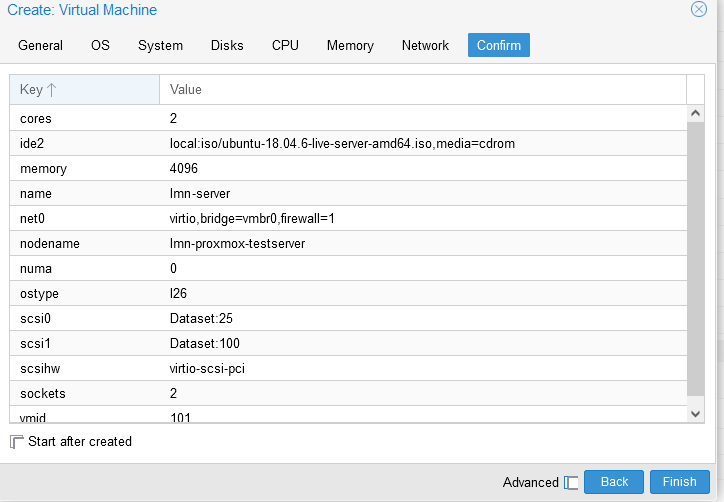 Create: Virtual Machine
General OS System Disks CPU Memory Network Confirm
Key Value
cores 2
ide2 local:iso/ubuntu-18.04.6-live-server-amd64.iso,media=cdrom
memory 4096
name lmn-server
net0 virtio,bridge=vmbr0,firewall=1
nodename lmn-proxmox-testserver
numa 0
ostype l26
scsi0 Dataset:25
scsi1 Dataset:100
scsihw virtio-scsi-pci
sockets 2
vmid 101
Start after created
Advanced Back Finish